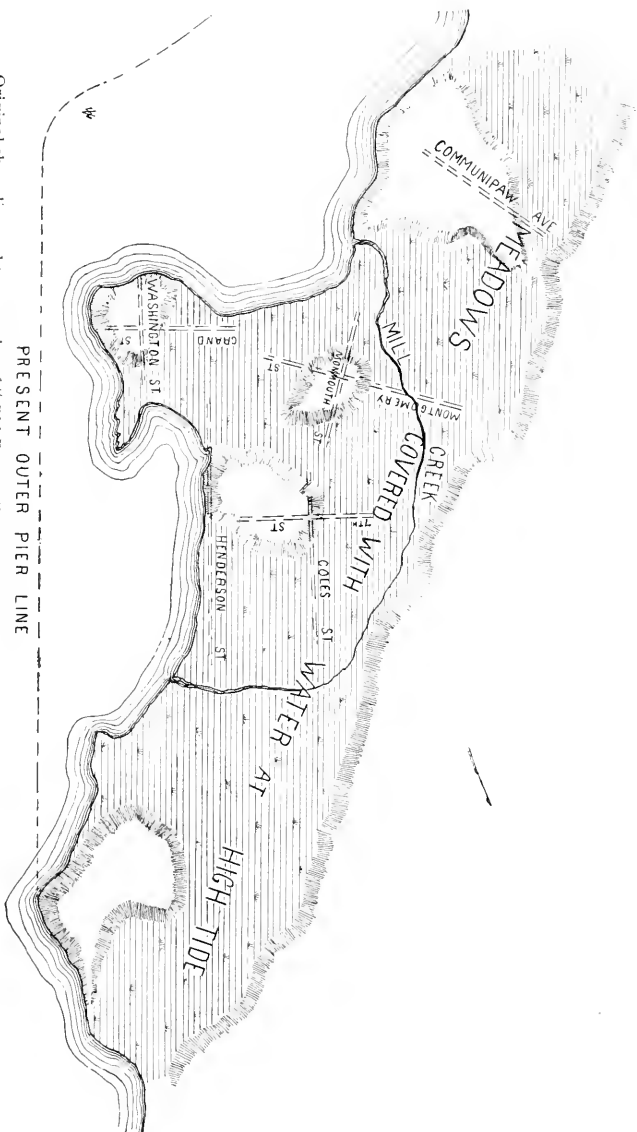 COMMUNIPAW AVE
MEADOWS
COVERED WITH
WATER AT
HIGH TIDE
MILL
CREEK
WASHINGTON ST.
GRAND
ST
MONMOUTH
ST.
MONTGOMERY
ST
7TH
ST
HENDERSON ST
COLES ST
PRESENT OUTER PIER LINE